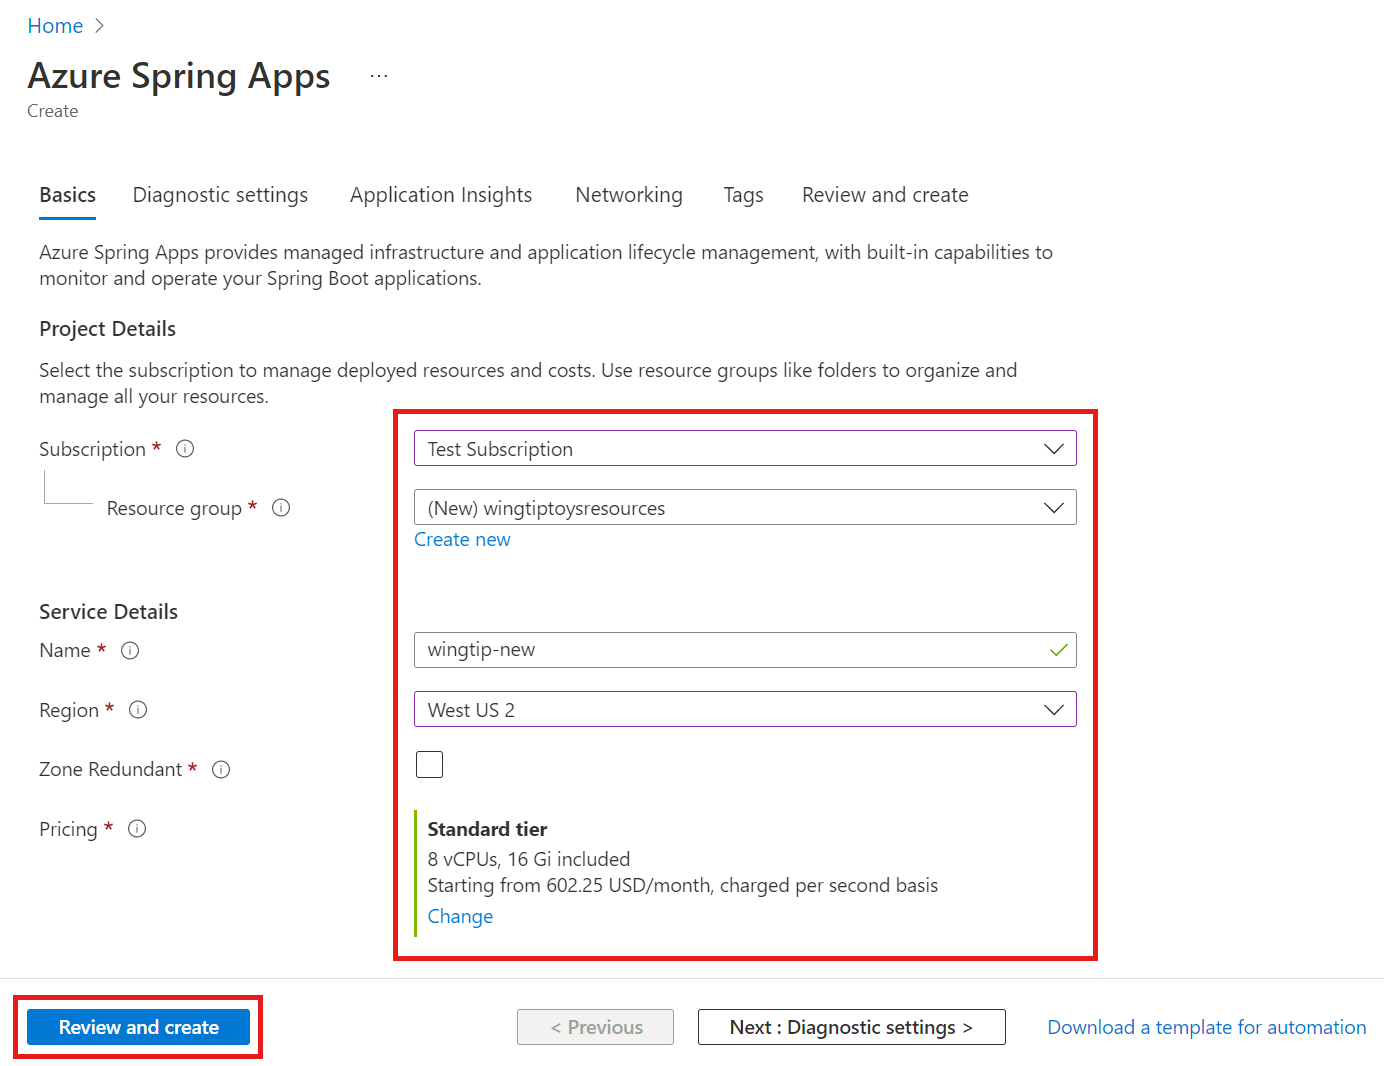 Home >
Azure Spring Apps ...
Create
Basics Diagnostic settings Application Insights Networking Tags Review and create
Azure Spring Apps provides managed infrastructure and application lifecycle management, with built-in capabilities to
monitor and operate your Spring Boot applications.
Project Details
Select the subscription to manage deployed resources and costs. Use resource groups like folders to organize and
manage all your resources.
Subscription * Test Subscription
Resource group * (New) wingtiptoysresources
Create new
Service Details
Name * wingtip-new
Region * West US 2
Zone Redundant *
Pricing * Standard tier
8 vCPUs, 16 Gi included
Starting from 602.25 USD/month, charged per second basis
Change
Review and create < Previous Next : Diagnostic settings > Download a template for automation